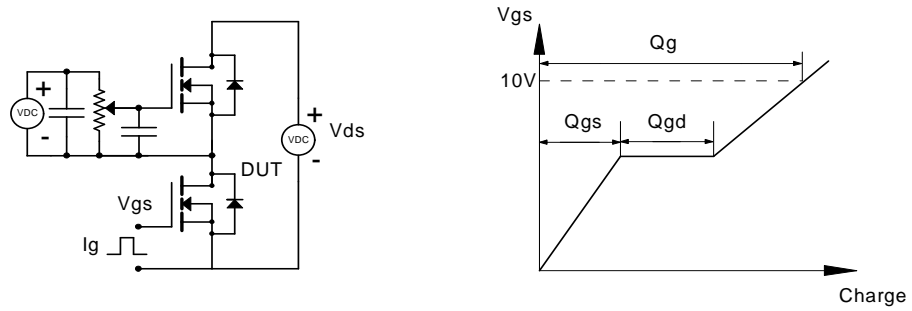 +
VDC
-
+
VDC
-
Vds
DUT
Vgs
Ig
Vgs
10V
Qg
Qgs
Qgd
Charge